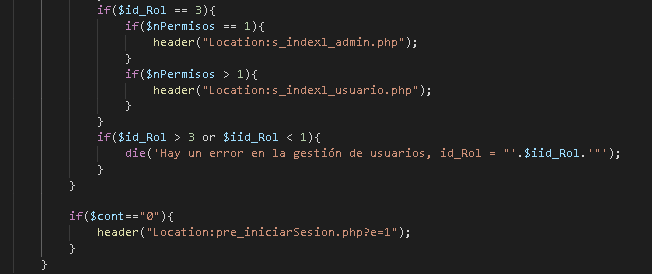 if($id_Rol == 3){
if($nPermisos == 1){
header("Location:s_index1_admin.php");
}
if($nPermisos > 1){
header("Location:s_index1_usuario.php");
}
}
if($id_Rol > 3 or $iid_Rol < 1){
die('Hay un error en la gestión de usuarios, id_Rol = "'.$iid_Rol.'"');
}
}
if($cont=="0"){
header("Location:pre_iniciarSesion.php?e=1");
}
}